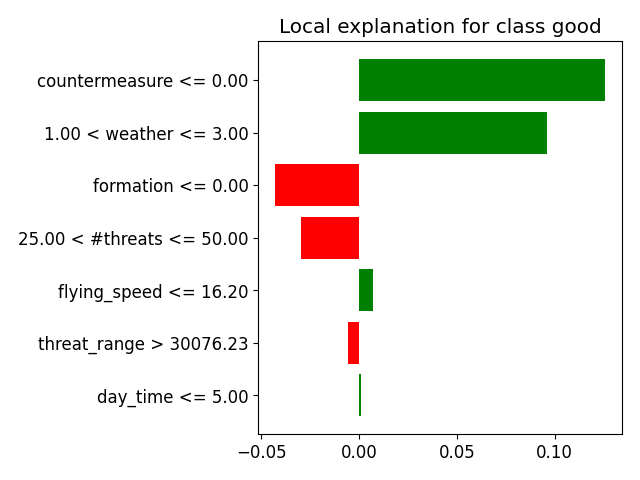 Local explanation for class good
countermeasure <= 0.00
1.00 < weather <= 3.00
formation <= 0.00
25.00 < #threats <= 50.00
flying_speed <= 16.20
threat_range > 30076.23
day_time <= 5.00
−0.05 0.00 0.05 0.10